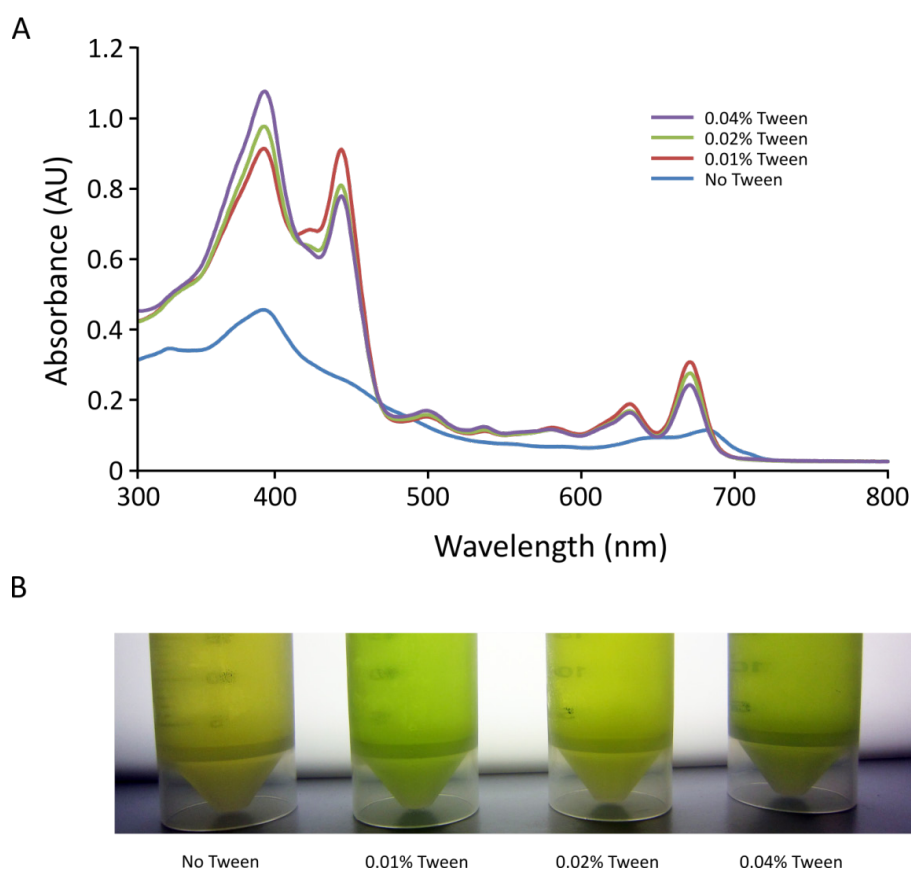 A
1.2
1.0
0.8
0.6
0.4
0.2
0
Absorbance (AU)
0.04% Tween
0.02% Tween
0.01% Tween
No Tween
300 400 500 600 700 800
Wavelength (nm)
B
No Tween 0.01% Tween 0.02% Tween 0.04% Tween